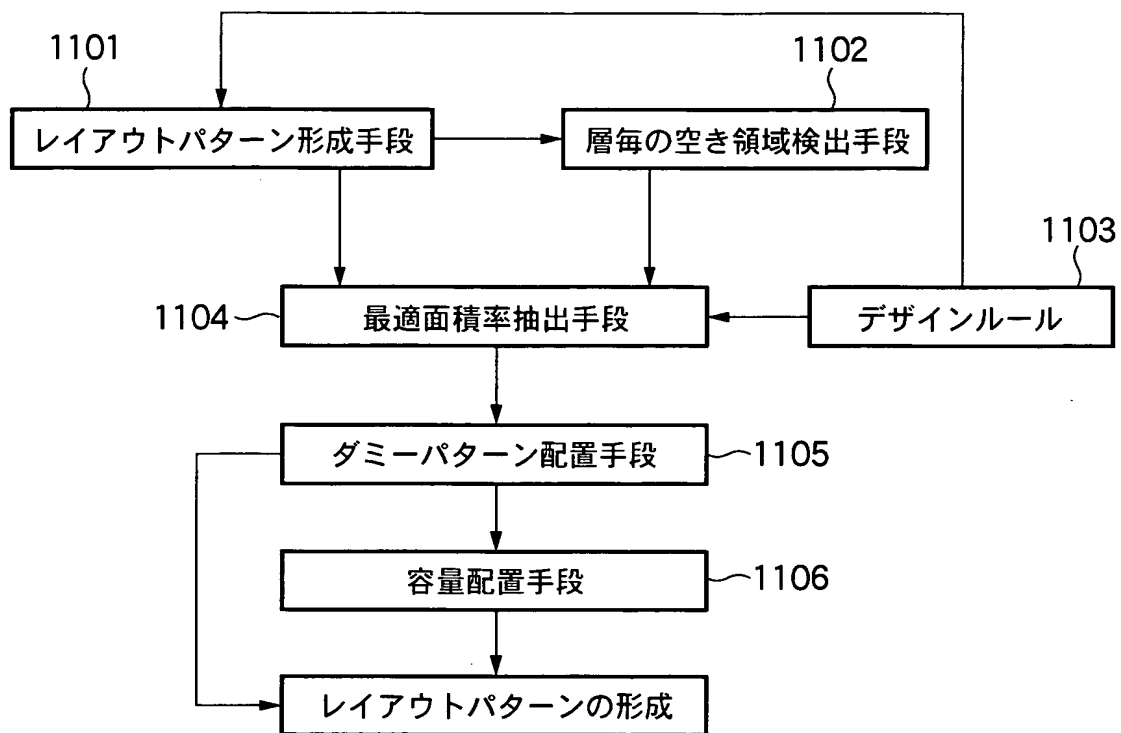 1101
1102
レイアウトパターン形成手段
層毎の空き領域検出手段
1103
1104
最適面積率抽出手段
デザインルール
ダミーパターン配置手段
1105
容量配置手段
1106
レイアウトパターンの形成